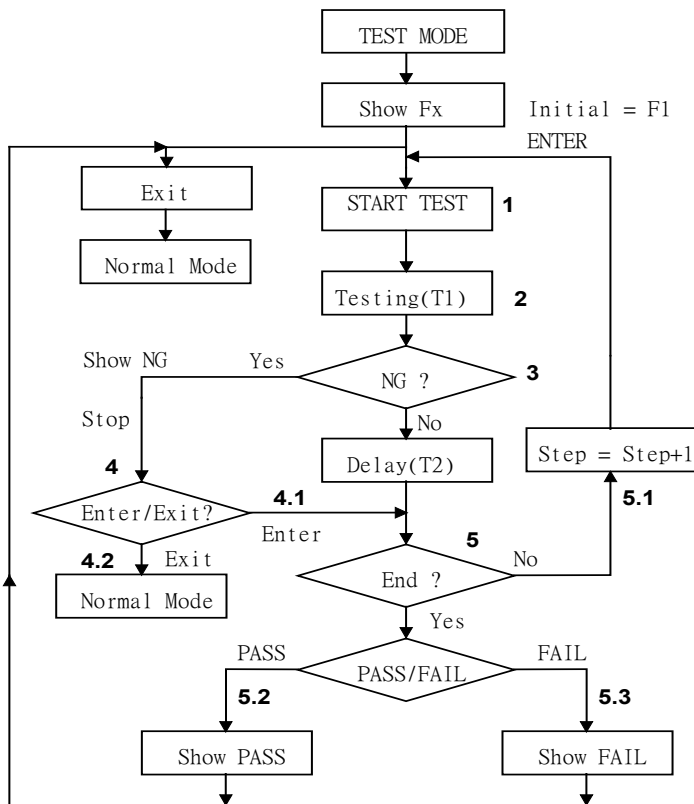 TEST MODE
Show Fx
Initial = F1
ENTER
Exit
START TEST
1
Normal Mode
Testing(T1)
2
Show NG
Yes
NG ?
3
Stop
No
Delay(T2)
Step = Step+1
4
4.1
5.1
Enter/Exit?
Enter
5
4.2
Exit
End ?
No
Normal Mode
Yes
PASS
PASS/FAIL
FAIL
5.2
5.3
Show PASS
Show FAIL